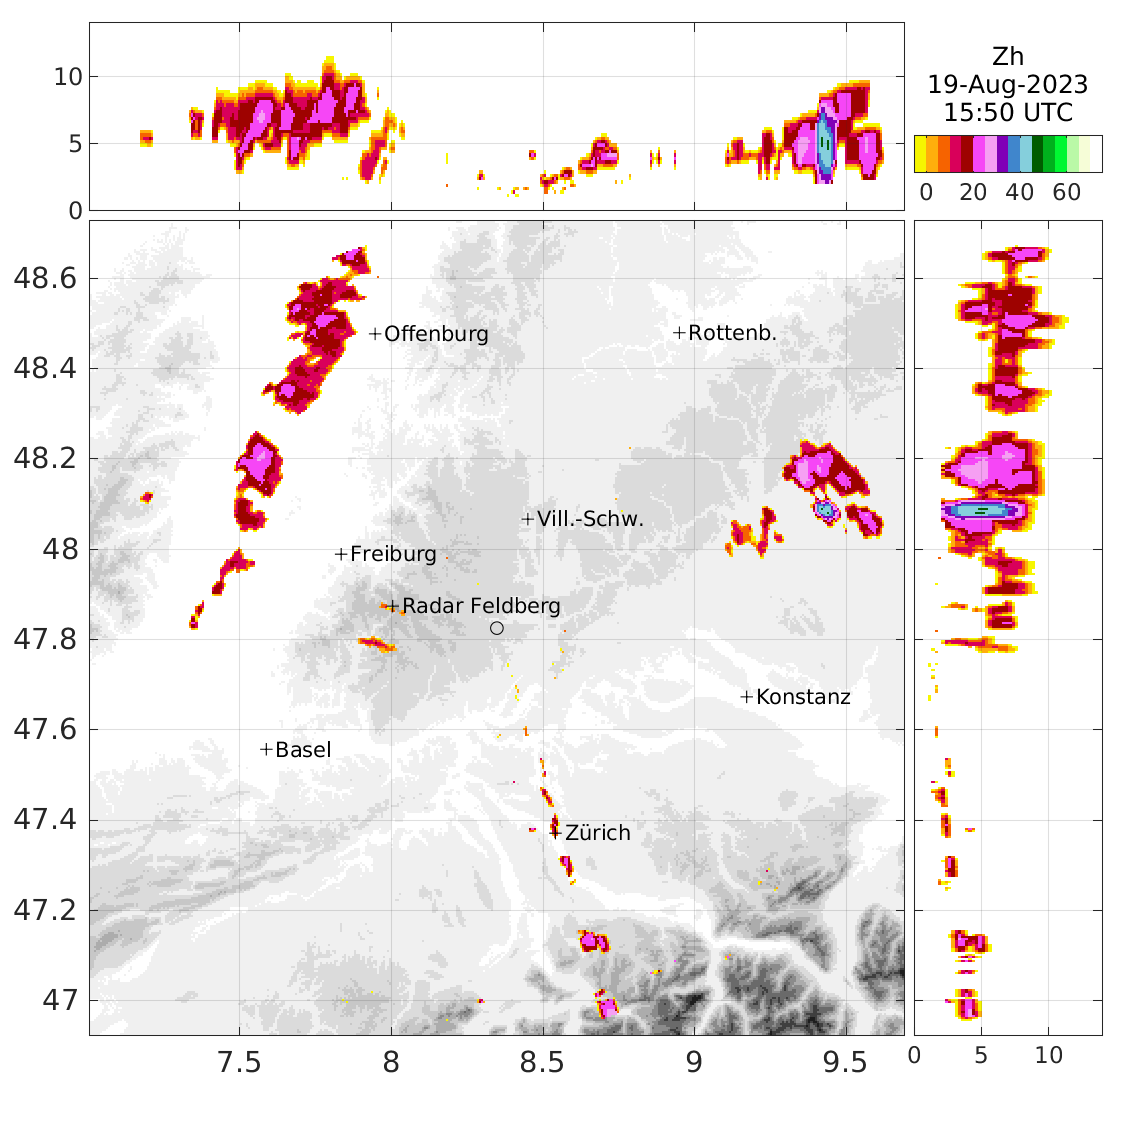 10
5
0
Zh
19-Aug-2023
15:50 UTC
0 20 40 60
48.6
48.4
48.2
48
47.8
47.6
47.4
47.2
47
+Offenburg
+Rottenb.
+Vill.-Schw.
+Freiburg
+Radar Feldberg
+Konstanz
+Basel
+Zürich
7.5 8 8.5 9 9.5
0 5 10